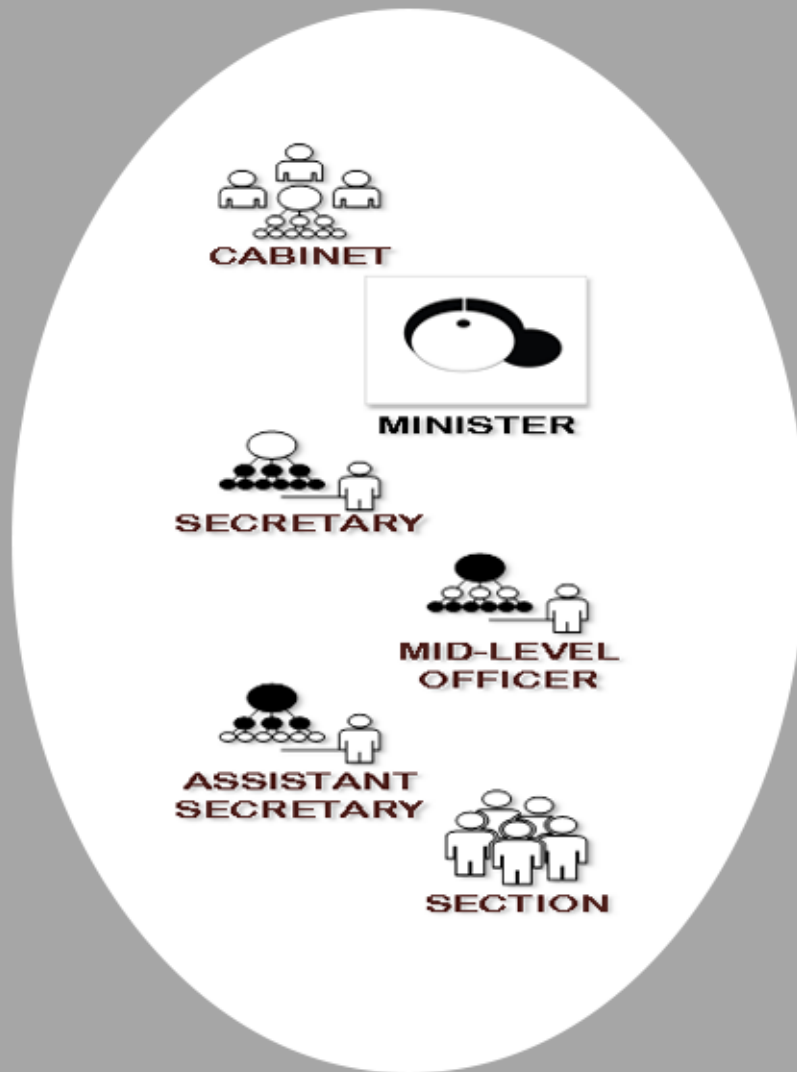 CABINET
MINISTER
SECRETARY
MID-LEVEL
OFFICER
ASSISTANT
SECRETARY
SECTION